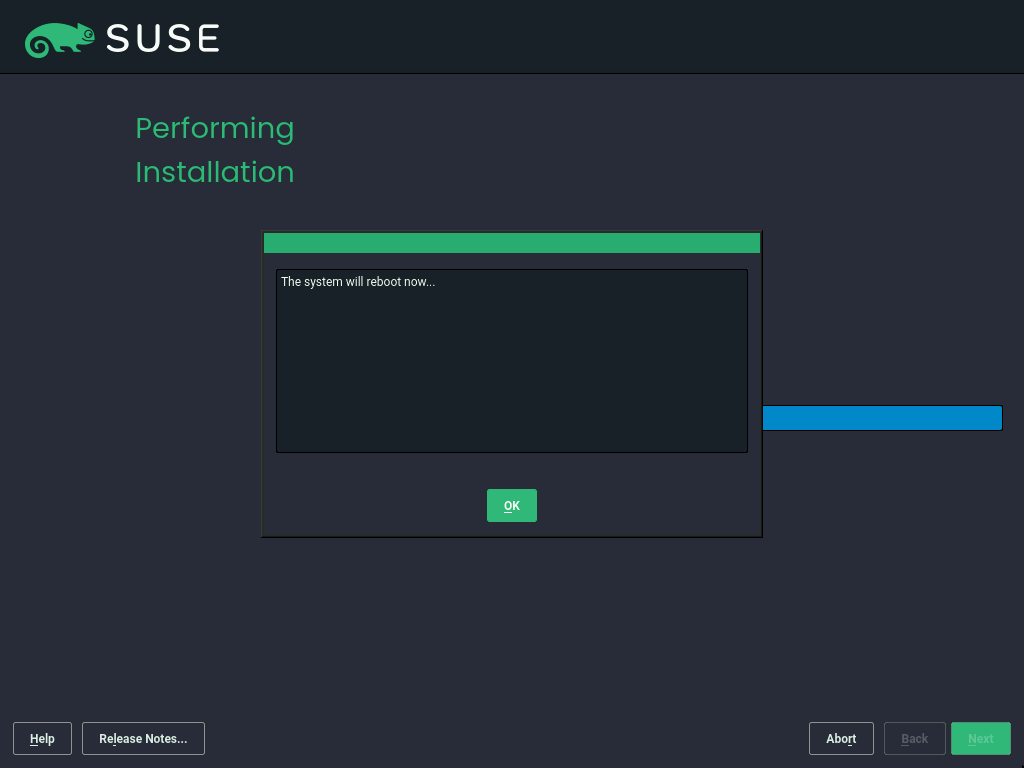 SUSE
Performing
Installation
The system will reboot now...
OK
Help
Release Notes...
Abort
Back
Next